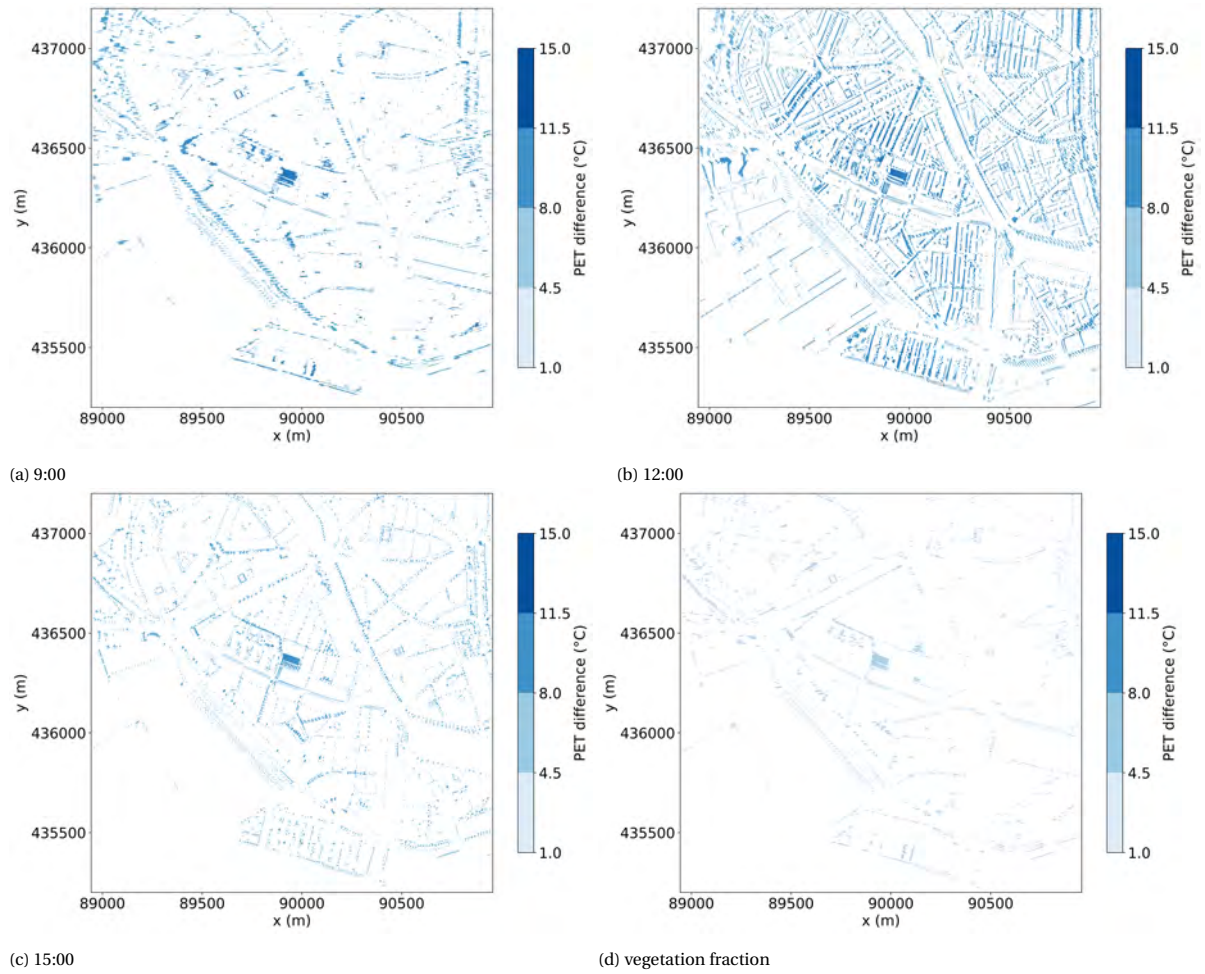 437000
436500
436000
435500
y (m)
89000 89500 90000 90500
x (m)
15.0
11.5
8.0
4.5
1.0
PET difference (°C)
(a) 9:00
437000
436500
436000
435500
y (m)
89000 89500 90000 90500
x (m)
15.0
11.5
8.0
4.5
1.0
PET difference (°C)
(b) 12:00
437000
436500
436000
435500
y (m)
89000 89500 90000 90500
x (m)
15.0
11.5
8.0
4.5
1.0
PET difference (°C)
(c) 15:00
437000
436500
436000
435500
y (m)
89000 89500 90000 90500
x (m)
15.0
11.5
8.0
4.5
1.0
PET difference (°C)
(d) vegetation fraction